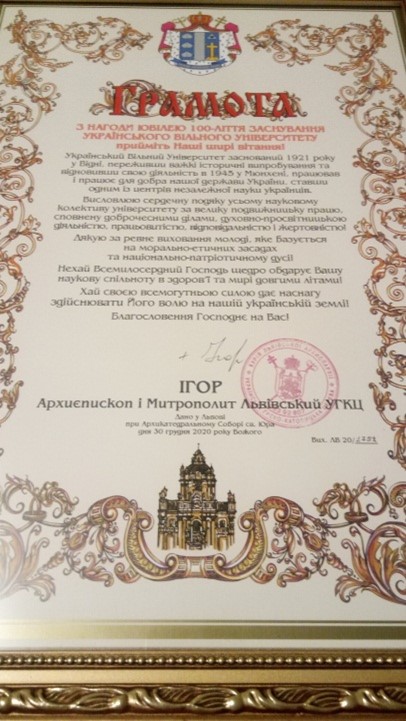 ГРАМОТА
З НАГОДИ ЮВІЛЕЮ 100-ЛІТТЯ ЗАСНУВАННЯ
УКРАЇНСЬКОГО ВІЛЬНОГО УНІВЕРСИТЕТУ
прийміть Наші щирі вітання!
Український Вільний Університет заснований 1921 року
у Відні, переживши важкі історичні випробування та
відновивши свою діяльність в 1945 у Мюнхені, працював
і працює для добра нашої держави України, ставши
одним із центрів незалежної науки українців.
Висловлюю сердечну подяку усьому науковому
колективу університету за велику подвижницьку працю,
сповнену доброчесними ділами, духовно-просвітницькою
діяльністю, працьовитістю, відповідальністю і жертовністю!
Дякую за ревне виховання молоді, яке базується
на морально-етичних засадах
та національно-патріотичному дусі!
Нехай Всемилосердний Господь щедро обдарує Вашу
наукову спільноту в здоров'ї та мирі довгими літами!
Хай своєю всемогутньою силою дає наснагу
здійснювати Його волю на нашій українській землі!
Благословення Господнє на Вас!
+ Ігор
ІГОР
Архиєпископ і Митрополит Львівський УГКЦ
Дано у Львові
при Архикатедральному Соборі св. Юра
дня 30 грудня 2020 року Божого
Вих. ЛВ 20/